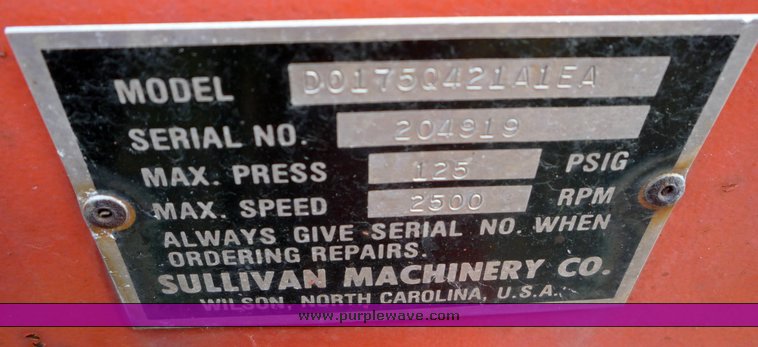 MODEL DO175Q421A1EA
SERIAL NO. 204919
MAX. PRESS 125 PSIG
MAX. SPEED 2500 RPM
ALWAYS GIVE SERIAL NO. WHEN
ORDERING REPAIRS.
SULLIVAN MACHINERY CO.
WILSON, NORTH CAROLINA, U.S.A.
www.purplewave.com